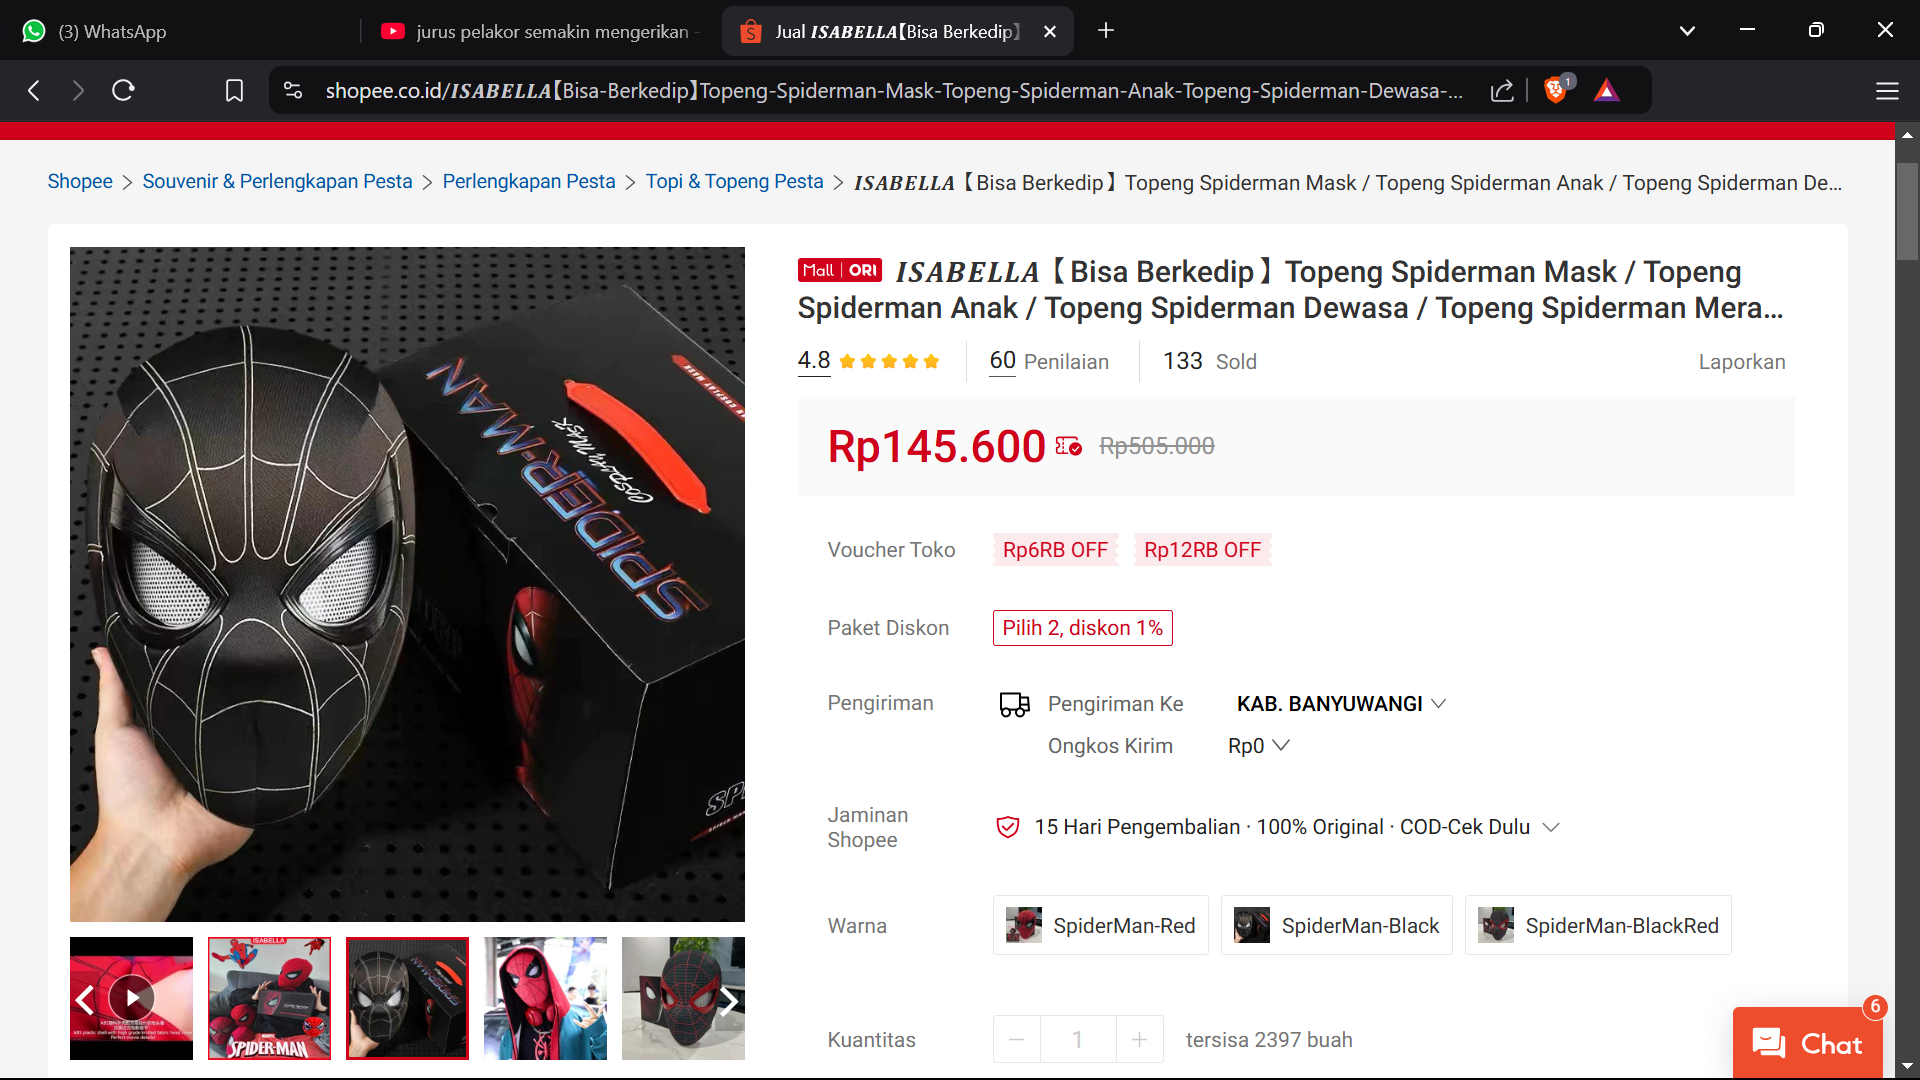 (3) WhatsApp
jurus pelakor semakin mengerikan -
Jual ISABELLA【Bisa Berkedip】
shopee.co.id/ISABELLA【Bisa-Berkedip】Topeng-Spiderman-Mask-Topeng-Spiderman-Anak-Topeng-Spiderman-Dewasa-...
1
Shopee > Souvenir & Perlengkapan Pesta > Perlengkapan Pesta > Topi & Topeng Pesta > ISABELLA【Bisa Berkedip】Topeng Spiderman Mask / Topeng Spiderman Anak / Topeng Spiderman De...
SPIDER-MAN
Cosplay MASK
Mall | ORI ISABELLA【Bisa Berkedip】Topeng Spiderman Mask / Topeng
Spiderman Anak / Topeng Spiderman Dewasa / Topeng Spiderman Mera...
4.8
60 Penilaian
133 Sold
Laporkan
Rp145.600 Rp505.000
Voucher Toko Rp6RB OFF Rp12RB OFF
Paket Diskon Pilih 2, diskon 1%
Pengiriman Pengiriman Ke KAB. BANYUWANGI
Ongkos Kirim Rp0
Jaminan
Shopee
15 Hari Pengembalian · 100% Original · COD-Cek Dulu
Warna SpiderMan-Red SpiderMan-Black SpiderMan-BlackRed
ISABELLA
MARVEL
SPIDER-MAN
Kuantitas 1 tersisa 2397 buah
6
Chat